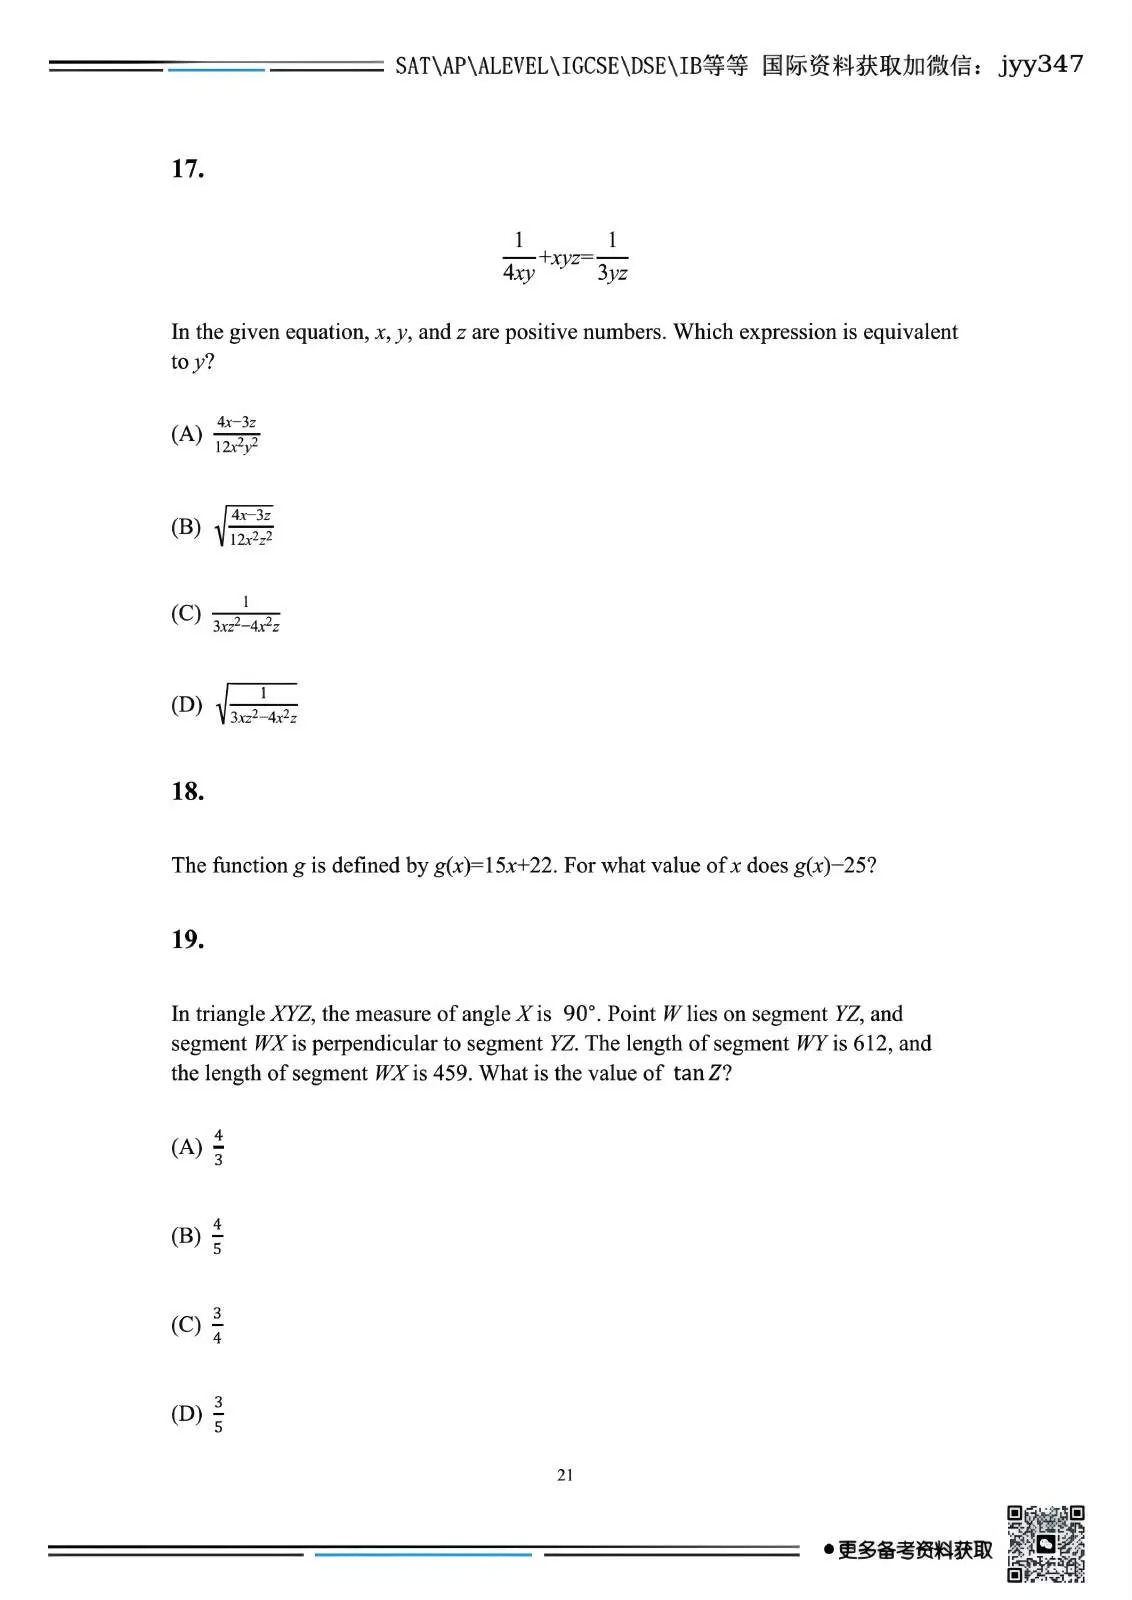 SAT\AP\ALEVEL\IGCSE\DSE\IB等等 国际资料获取加微信：jyy347
17.
1/4xy+xyz=1/3yz
In the given equation, x, y, and z are positive numbers. Which expression is equivalent
to y?
(A) 4x−3z/12x²y²
(B) √(4x−3z/12x²z²)
(C) 1/3xz²−4x²z
(D) √(1/3xz²−4x²z)
18.
The function g is defined by g(x)=15x+22. For what value of x does g(x)−25?
19.
In triangle XYZ, the measure of angle X is 90°. Point W lies on segment YZ, and
segment WX is perpendicular to segment YZ. The length of segment WY is 612, and
the length of segment WX is 459. What is the value of tan Z?
(A) 4/3
(B) 4/5
(C) 3/4
(D) 3/5
21
●更多备考资料获取